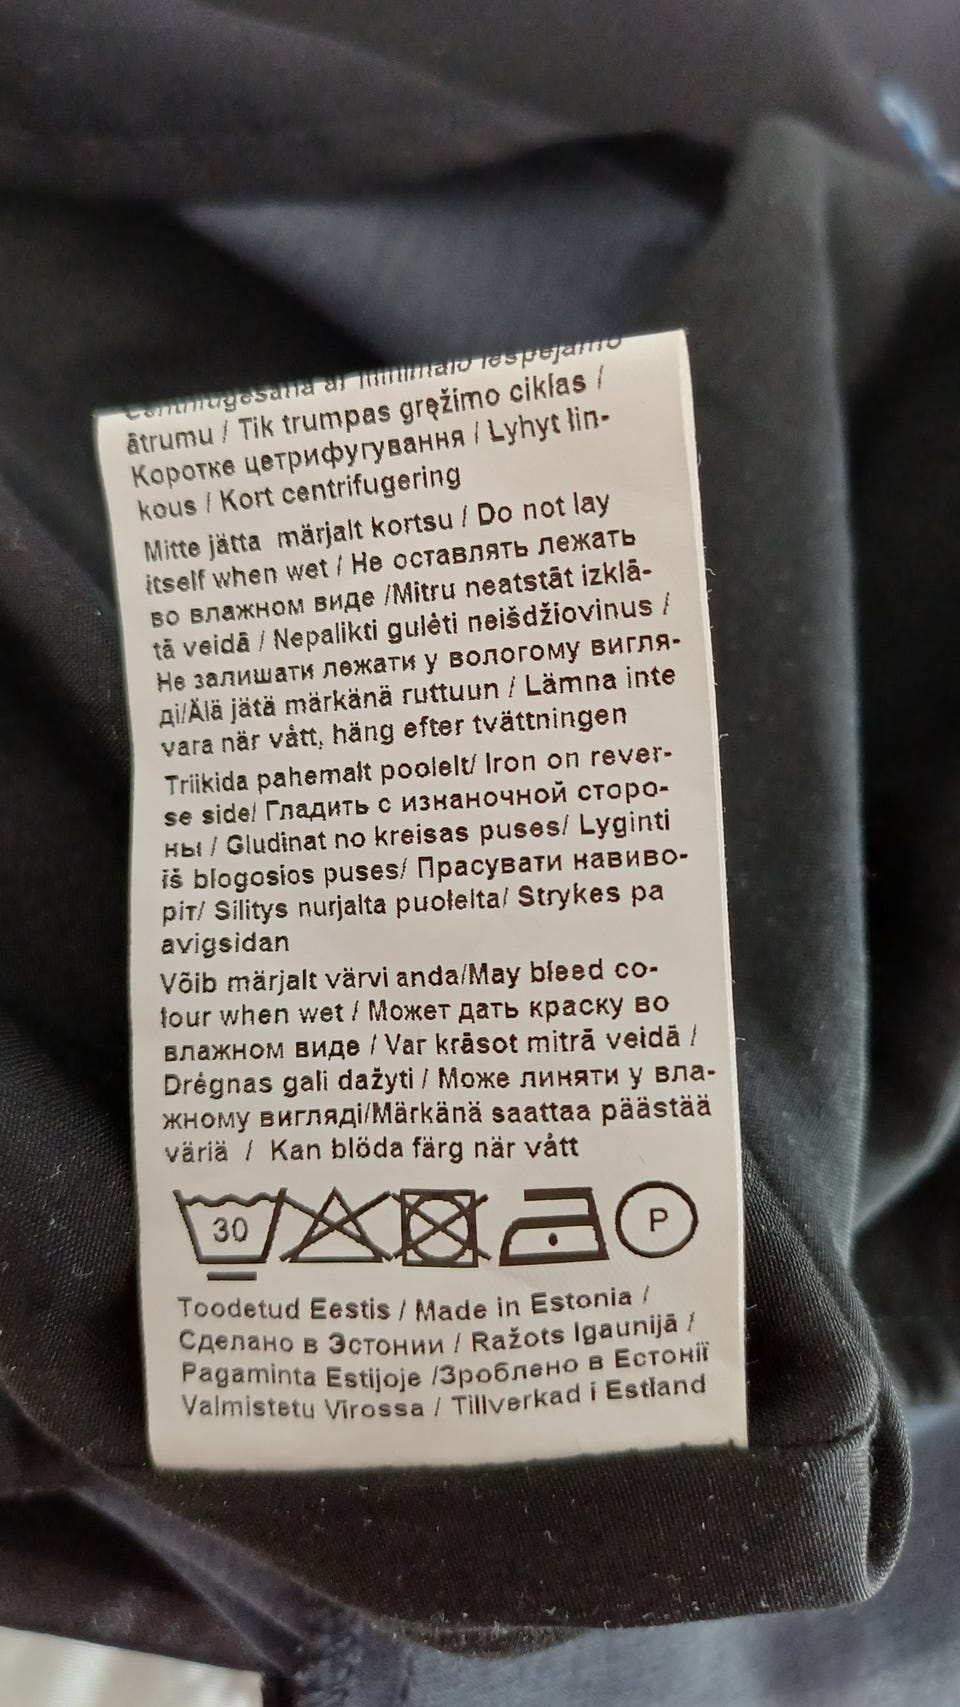 Centrifugēšana ar minimālo iespējamo
ātrumu / Tik trumpas gręžimo ciklas /
Коротке цетрифугування / Lyhyt lin-
kous / Kort centrifugering
Mitte jätta märjalt kortsu / Do not lay
itself when wet / Не оставлять лежать
во влажном виде /Mitru neatstāt izklā-
tā veidā / Nepalikti gulėti neišdžiovinus /
Не залишати лежати у вологому вигля-
ді/Älä jätä märkänä ruttuun / Lämna inte
vara när vått, häng efter tvättningen
Triikida pahemalt poolelt/ Iron on rever-
se side/ Гладить с изнаночной сторо-
ны / Gludinat no kreisas puses/ Lyginti
iš blogosios puses/ Прасувати навиво-
ріт/ Silitys nurjalta puolelta/ Strykes pa
avigsidan
Võib märjalt värvi anda/May bleed co-
lour when wet / Может дать краску во
влажном виде / Var krāsot mitrā veidā /
Drėgnas gali dažyti / Може линяти у вла-
жному вигляді/Märkänä saattaa päästää
väriä / Kan blöda färg när vått
30 P
Toodetud Eestis / Made in Estonia /
Сделано в Эстонии / Ražots Igaunijā /
Pagaminta Estijoje /Зроблено в Естонії
Valmistetu Virossa / Tillverkad i Estland